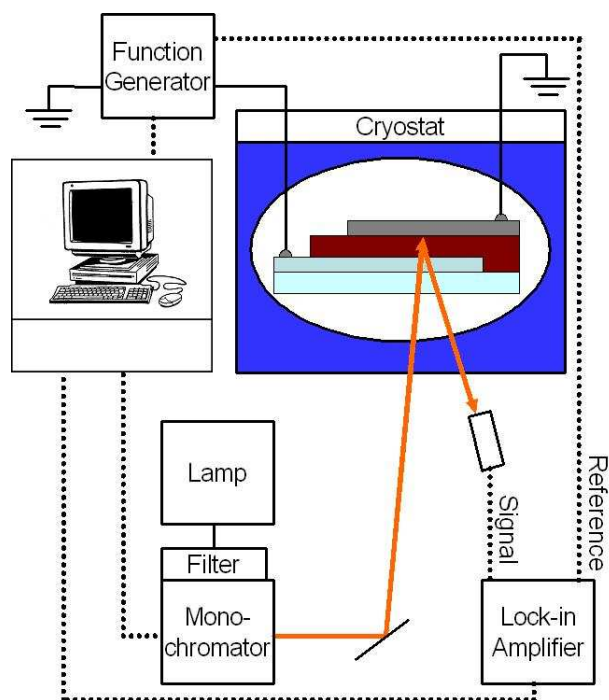 Function
Generator
Cryostat
Lamp
Filter
Mono-
chromator
Signal
Reference
Lock-in
Amplifier